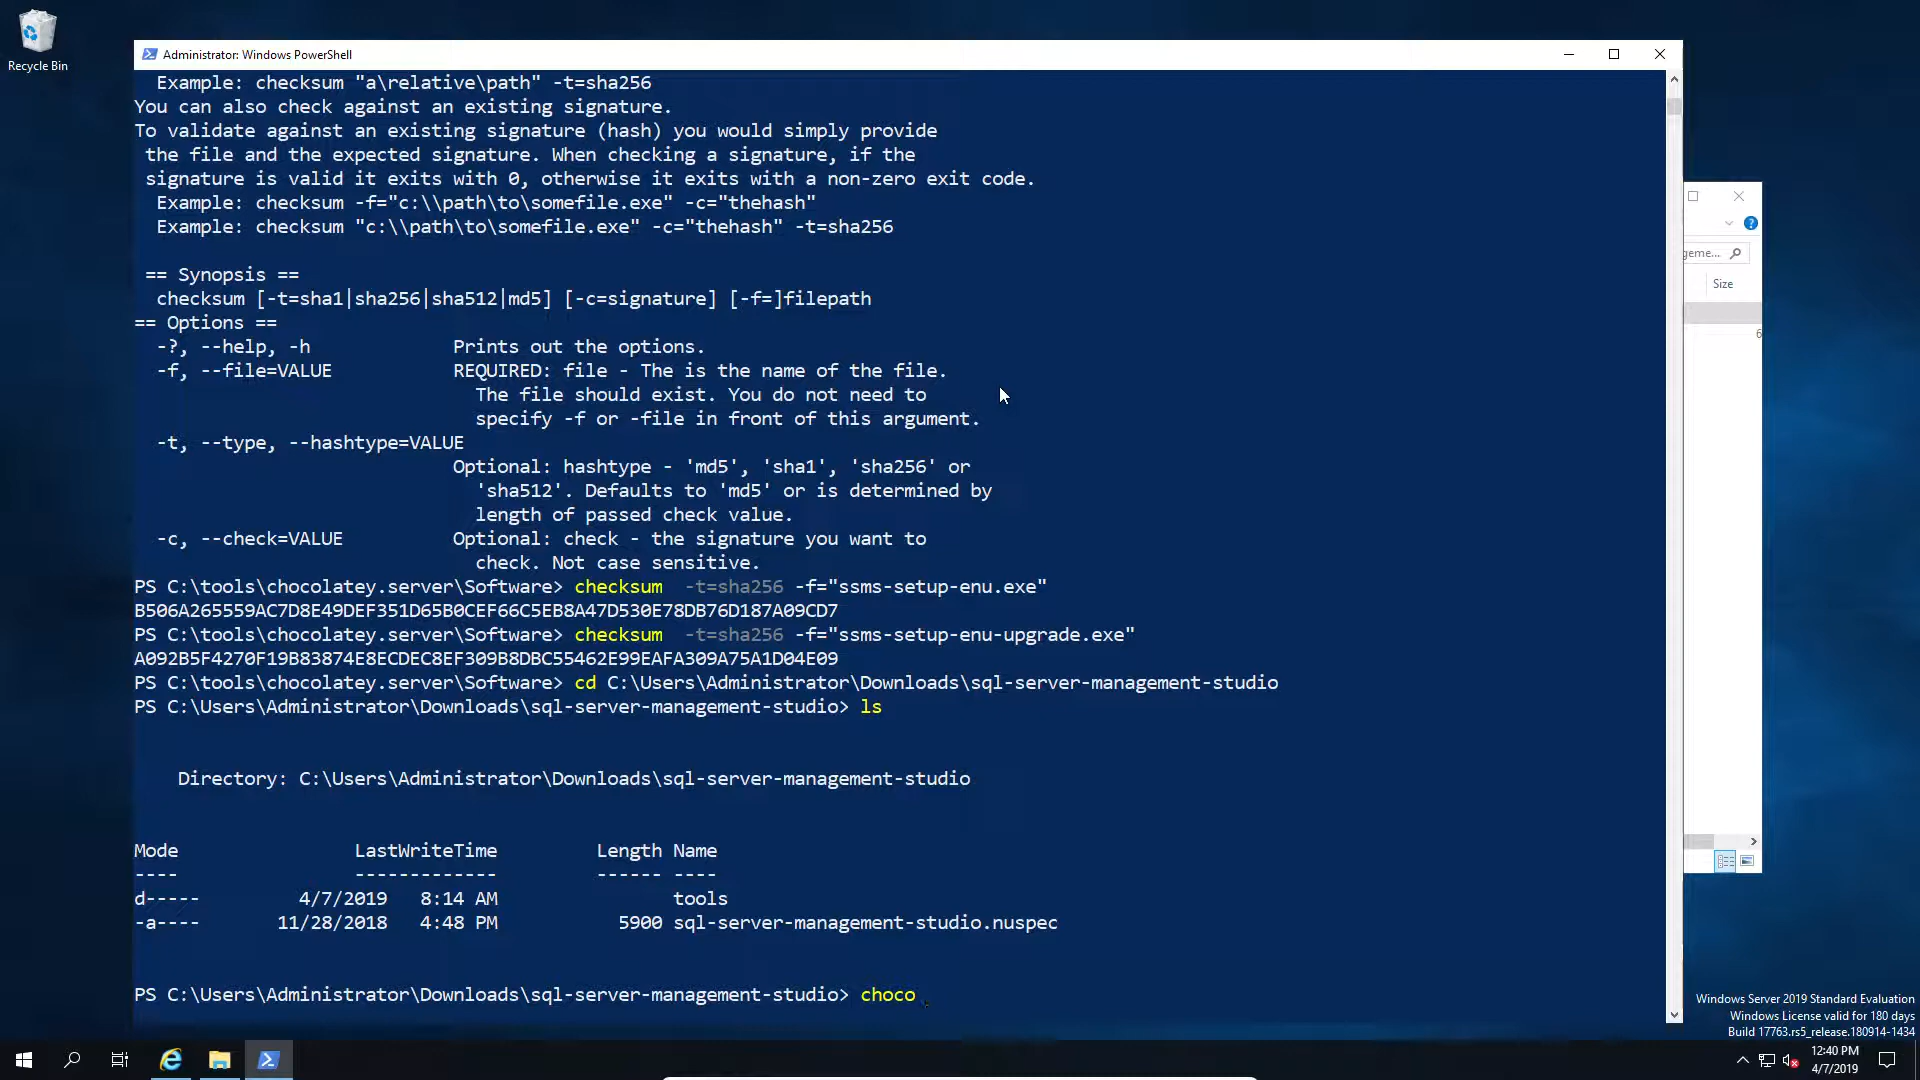 Recycle Bin
Administrator: Windows PowerShell
Example: checksum "a\relative\path" -t=sha256
You can also check against an existing signature.
To validate against an existing signature (hash) you would simply provide
the file and the expected signature. When checking a signature, if the
signature is valid it exits with 0, otherwise it exits with a non-zero exit code.
Example: checksum -f="c:\\path\to\somefile.exe" -c="thehash"
Example: checksum "c:\\path\to\somefile.exe" -c="thehash" -t=sha256
== Synopsis ==
checksum [-t=sha1|sha256|sha512|md5] [-c=signature] [-f=]filepath
== Options ==
-?, --help, -h Prints out the options.
-f, --file=VALUE REQUIRED: file - The is the name of the file.
The file should exist. You do not need to
specify -f or -file in front of this argument.
-t, --type, --hashtype=VALUE
Optional: hashtype - 'md5', 'sha1', 'sha256' or
'sha512'. Defaults to 'md5' or is determined by
length of passed check value.
-c, --check=VALUE Optional: check - the signature you want to
check. Not case sensitive.
PS C:\tools\chocolatey.server\Software> checksum  -t=sha256 -f="ssms-setup-enu.exe"
B506A265559AC7D8E49DEF351D65B0CEF66C5EB8A47D530E78DB76D187A09CD7
PS C:\tools\chocolatey.server\Software> checksum  -t=sha256 -f="ssms-setup-enu-upgrade.exe"
A092B5F4270F19B83874E8ECDEC8EF309B8DBC55462E99EAFA309A75A1D04E09
PS C:\tools\chocolatey.server\Software> cd C:\Users\Administrator\Downloads\sql-server-management-studio
PS C:\Users\Administrator\Downloads\sql-server-management-studio> ls
Directory: C:\Users\Administrator\Downloads\sql-server-management-studio
Mode LastWriteTime Length Name
---- ------------- ------ ----
d----- 4/7/2019 8:14 AM tools
-a---- 11/28/2018 4:48 PM 5900 sql-server-management-studio.nuspec
PS C:\Users\Administrator\Downloads\sql-server-management-studio> choco
geme...
Size
6
Windows Server 2019 Standard Evaluation
Windows License valid for 180 days
Build 17763.rs5_release.180914-1434
12:40 PM
4/7/2019